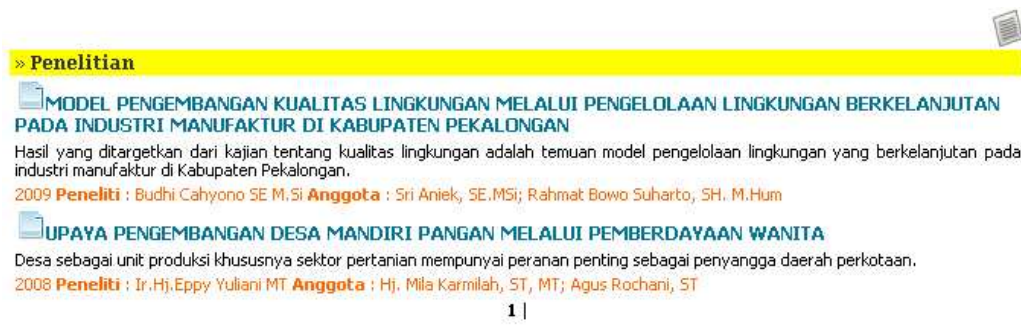 » Penelitian
MODEL PENGEMBANGAN KUALITAS LINGKUNGAN MELALUI PENGELOLAAN LINGKUNGAN BERKELANJUTAN
PADA INDUSTRI MANUFAKTUR DI KABUPATEN PEKALONGAN
Hasil yang ditargetkan dari kajian tentang kualitas lingkungan adalah temuan model pengelolaan lingkungan yang berkelanjutan pada
industri manufaktur di Kabupaten Pekalongan.
2009 Peneliti : Budhi Cahyono SE M.Si Anggota : Sri Aniek, SE.MSi; Rahmat Bowo Suharto, SH. M.Hum
UPAYA PENGEMBANGAN DESA MANDIRI PANGAN MELALUI PEMBERDAYAAN WANITA
Desa sebagai unit produksi khususnya sektor pertanian mempunyai peranan penting sebagai penyangga daerah perkotaan.
2008 Peneliti : Ir.Hj.Eppy Yuliani MT Anggota : Hj. Mila Karmilah, ST, MT; Agus Rochani, ST
1 |